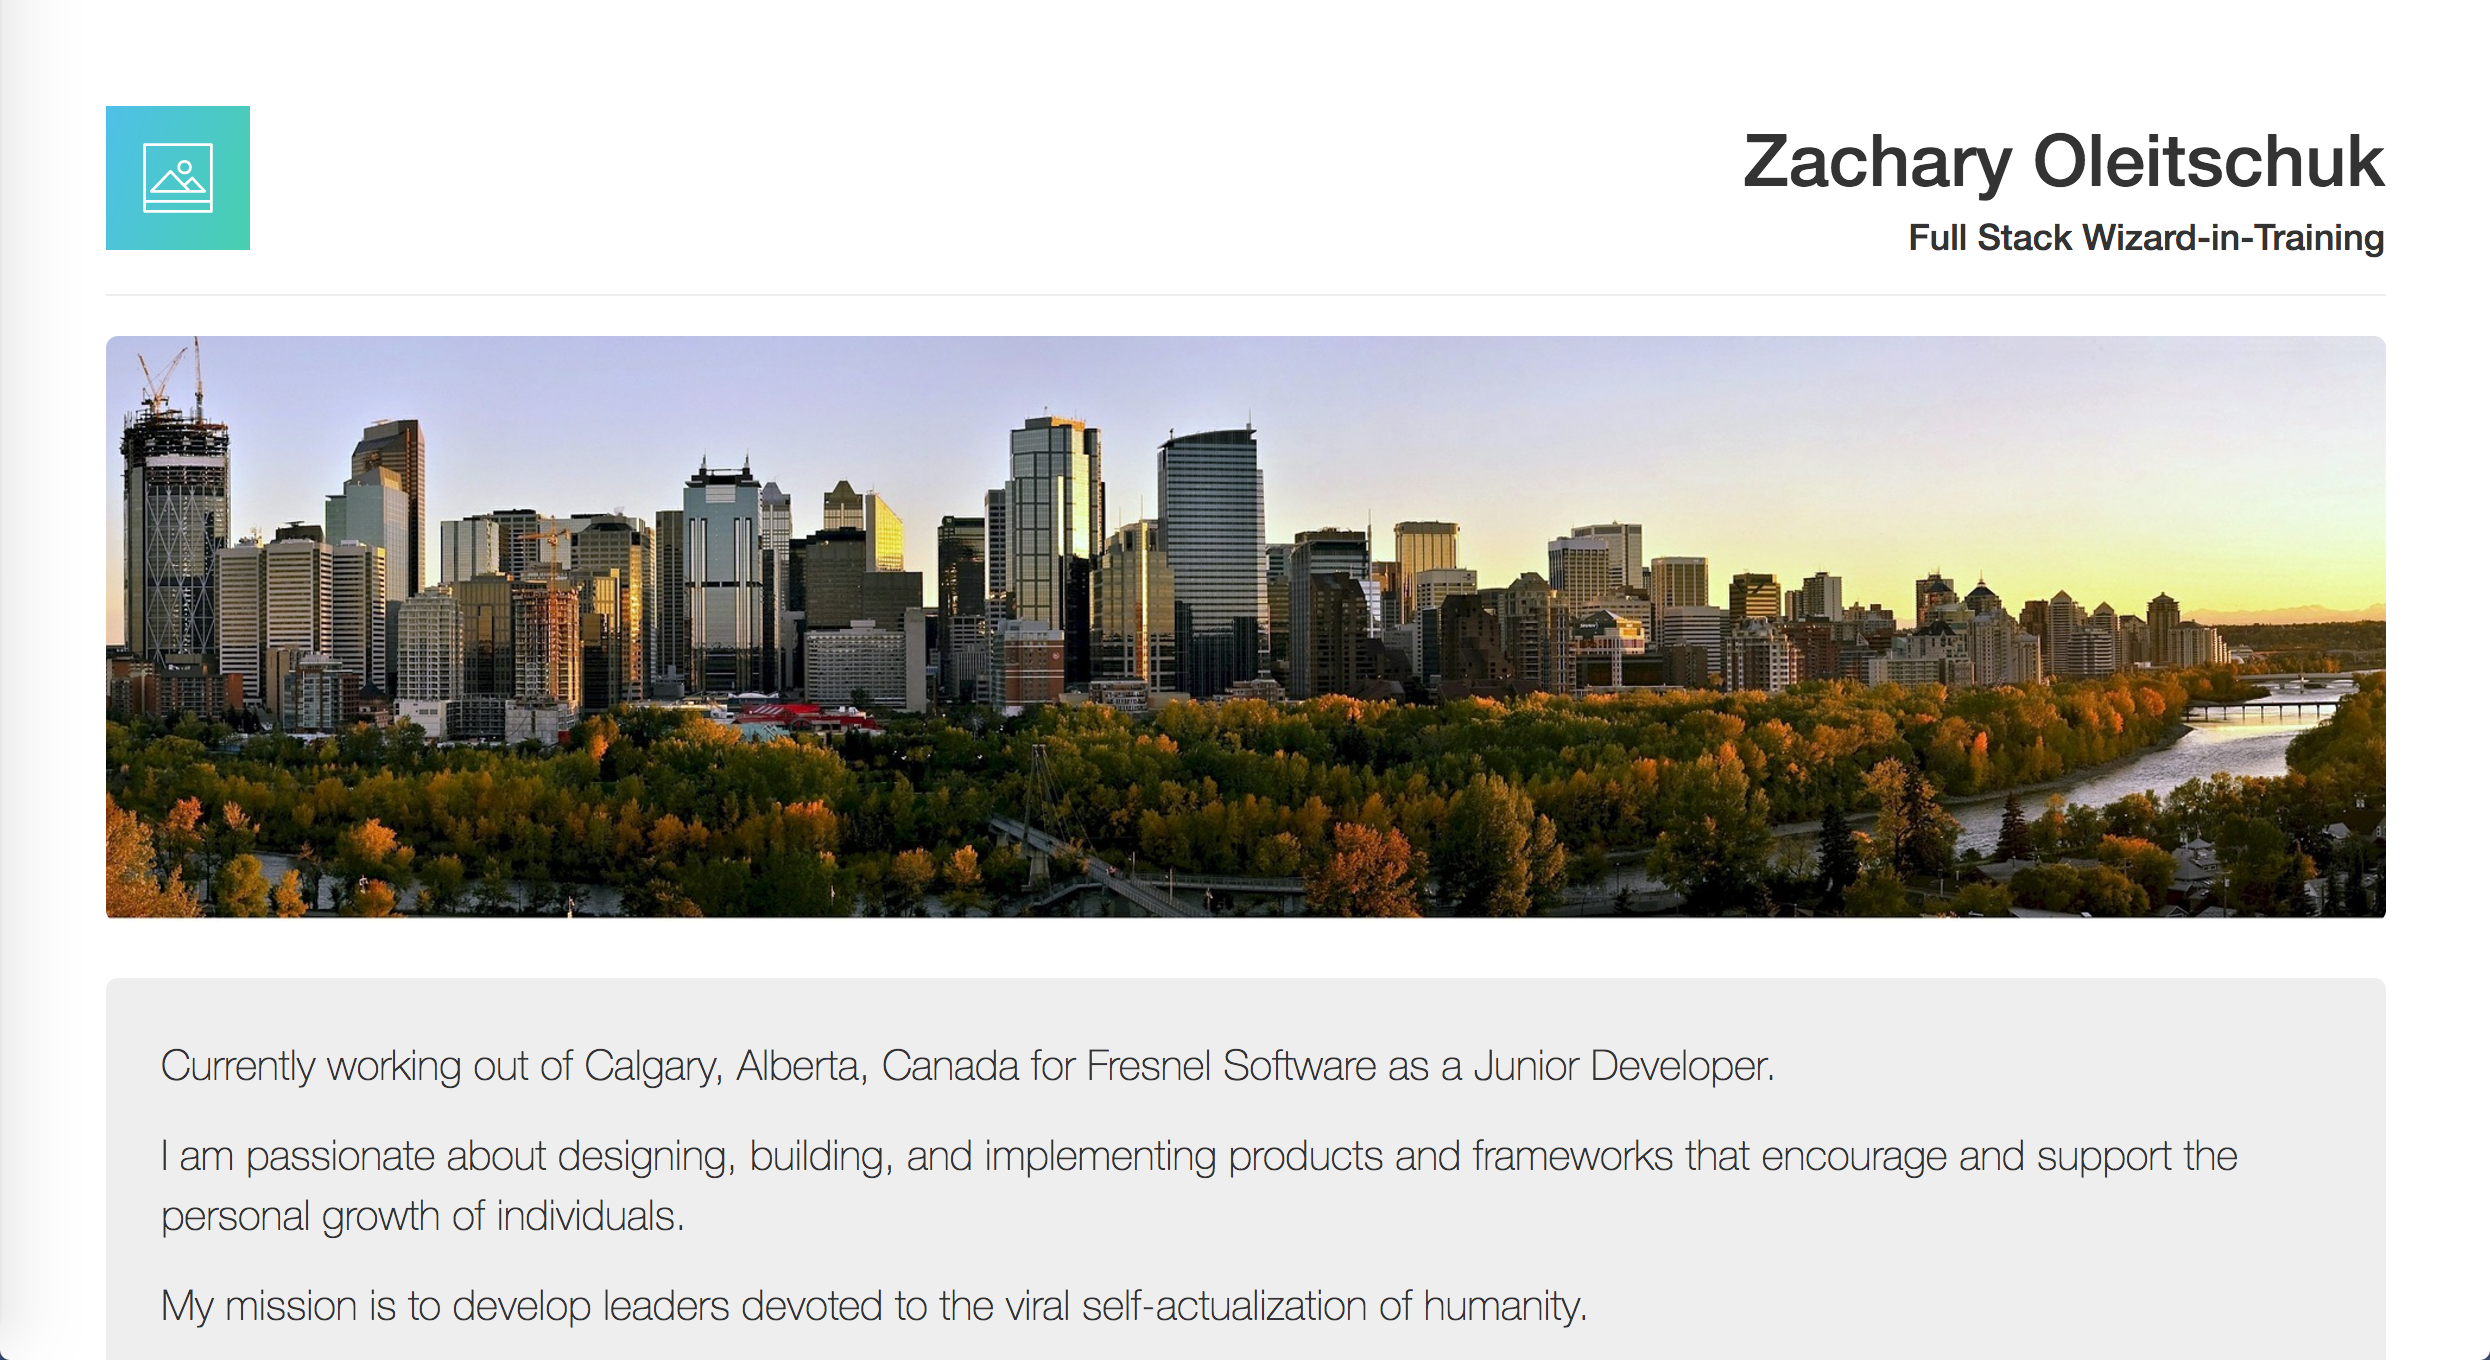 Zachary Oleitschuk
Full Stack Wizard-in-Training
Currently working out of Calgary, Alberta, Canada for Fresnel Software as a Junior Developer.
I am passionate about designing, building, and implementing products and frameworks that encourage and support the
personal growth of individuals.
My mission is to develop leaders devoted to the viral self-actualization of humanity.